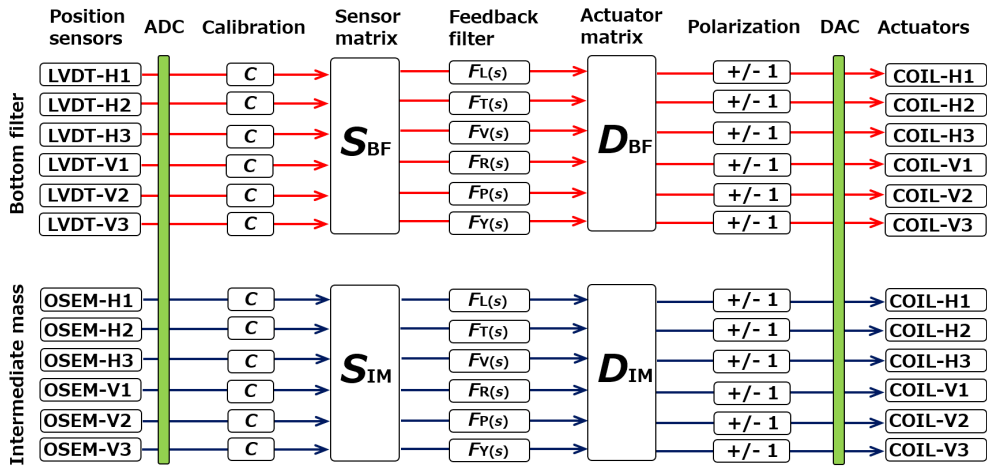 Position sensors
ADC
Calibration
Sensor matrix
Feedback filter
Actuator matrix
Polarization
DAC
Actuators
Bottom filter
LVDT-H1 C FL(s) +/- 1 COIL-H1
LVDT-H2 C FT(s) +/- 1 COIL-H2
LVDT-H3 C FV(s) +/- 1 COIL-H3
SBF
DBF
LVDT-V1 C FR(s) +/- 1 COIL-V1
LVDT-V2 C FP(s) +/- 1 COIL-V2
LVDT-V3 C FY(s) +/- 1 COIL-V3
Intermediate mass
OSEM-H1 C FL(s) +/- 1 COIL-H1
OSEM-H2 C FT(s) +/- 1 COIL-H2
OSEM-H3 C FV(s) +/- 1 COIL-H3
SIM
DIM
OSEM-V1 C FR(s) +/- 1 COIL-V1
OSEM-V2 C FP(s) +/- 1 COIL-V2
OSEM-V3 C FY(s) +/- 1 COIL-V3